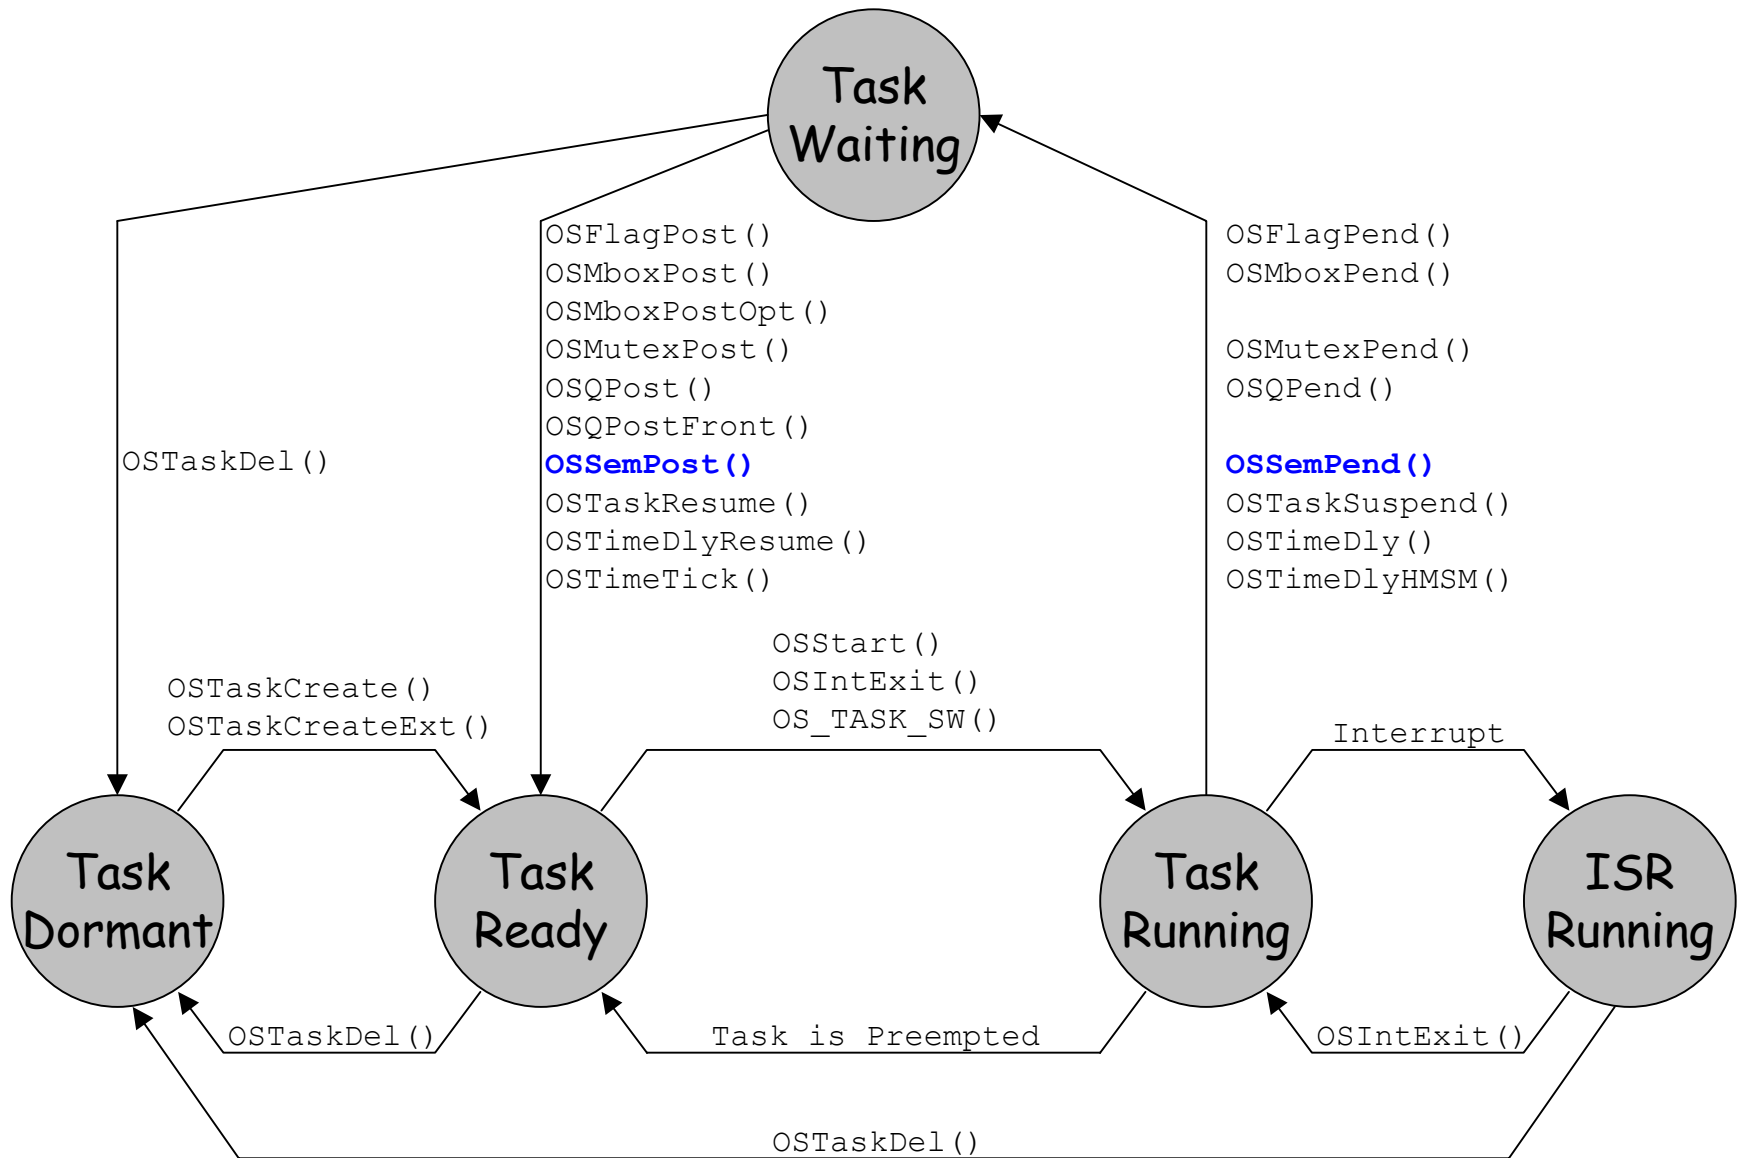 Task
Waiting
OSFlagPost()
OSMboxPost()
OSMboxPostOpt()
OSMutexPost()
OSQPost()
OSQPostFront()
OSSemPost()
OSTaskResume()
OSTimeDlyResume()
OSTimeTick()
OSFlagPend()
OSMboxPend()
OSMutexPend()
OSQPend()
OSSemPend()
OSTaskSuspend()
OSTimeDly()
OSTimeDlyHMSM()
OSTaskDel()
OSTaskCreate()
OSTaskCreateExt()
OSStart()
OSIntExit()
OS_TASK_SW()
Interrupt
Task
Dormant
Task
Ready
Task
Running
ISR
Running
OSTaskDel()
Task is Preempted
OSIntExit()
OSTaskDel()